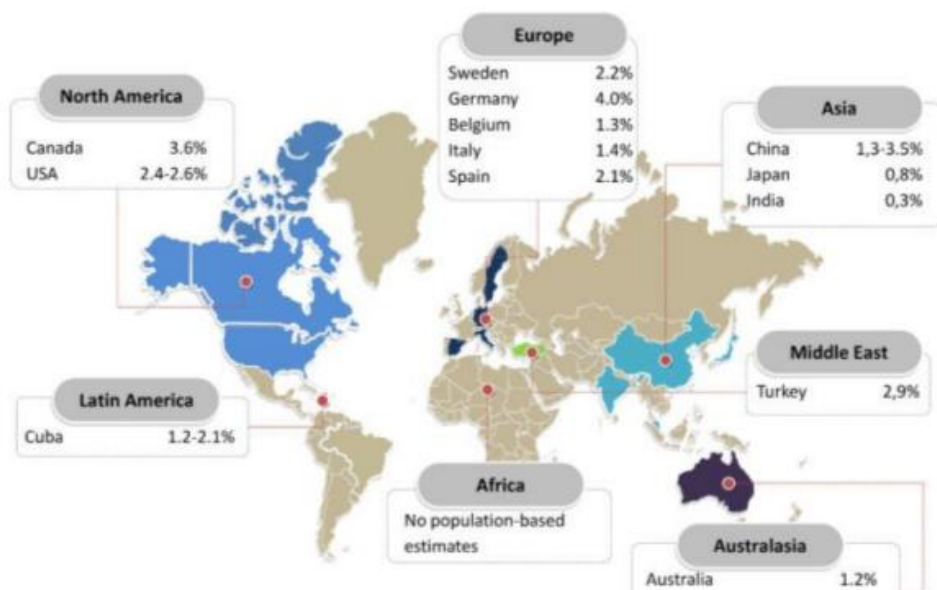 Europe
Sweden 2.2%
Germany 4.0%
Belgium 1.3%
Italy 1.4%
Spain 2.1%
North America
Canada 3.6%
USA 2.4-2.6%
Asia
China 1,3-3.5%
Japan 0,8%
India 0,3%
Middle East
Turkey 2,9%
Latin America
Cuba 1.2-2.1%
Africa
No population-based
estimates
Australasia
Australia 1.2%